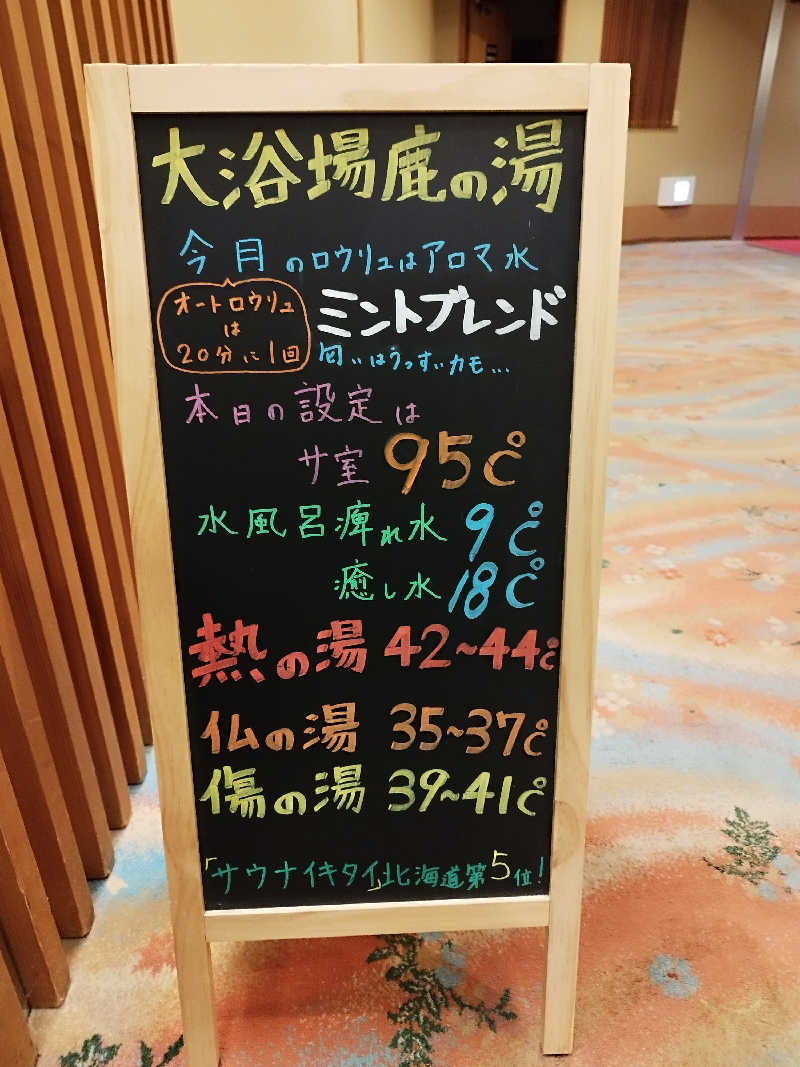 大浴場鹿の湯
今月のロウリュはアロマ水
オートロウリュ
は
20分に1回
ミントブレンド
匂いはうっすいカモ...
本日の設定は
サ室 95℃
水風呂痺れ水 9℃
癒し水 18℃
熱の湯 42~44℃
仏の湯 35~37℃
傷の湯 39~41℃
「サウナイキタイ」北海道第5位!